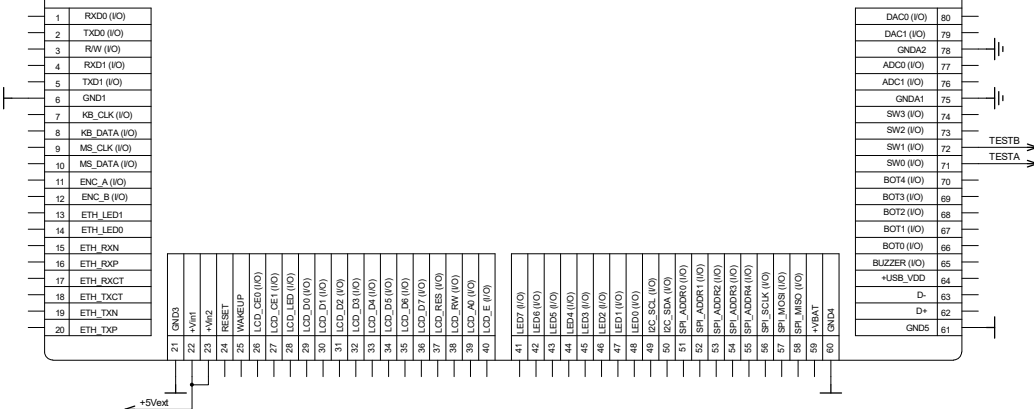 1 RXD0 (I/O)
2 TXD0 (I/O)
3 R/W (I/O)
4 RXD1 (I/O)
5 TXD1 (I/O)
6 GND1
7 KB_CLK (I/O)
8 KB_DATA (I/O)
9 MS_CLK (I/O)
10 MS_DATA (I/O)
11 ENC_A (I/O)
12 ENC_B (I/O)
13 ETH_LED1
14 ETH_LED0
15 ETH_RXN
16 ETH_RXP
17 ETH_RXCT
18 ETH_TXCT
19 ETH_TXN
20 ETH_TXP
21 GND3
22 +Vin1
23 +Vin2
24 RESET
25 WAKEUP
26 LCD_CE0 (I/O)
27 LCD_CE1 (I/O)
28 LCD_LED (I/O)
29 LCD_D0 (I/O)
30 LCD_D1 (I/O)
31 LCD_D2 (I/O)
32 LCD_D3 (I/O)
33 LCD_D4 (I/O)
34 LCD_D5 (I/O)
35 LCD_D6 (I/O)
36 LCD_D7 (I/O)
37 LCD_RES (I/O)
38 LCD_RW (I/O)
39 LCD_A0 (I/O)
40 LCD_E (I/O)
41 LED7 (I/O)
42 LED6 (I/O)
43 LED5 (I/O)
44 LED4 (I/O)
45 LED3 (I/O)
46 LED2 (I/O)
47 LED1 (I/O)
48 LED0 (I/O)
49 I2C_SCL (I/O)
50 I2C_SDA (I/O)
51 SPI_ADDR0 (I/O)
52 SPI_ADDR1 (I/O)
53 SPI_ADDR2 (I/O)
54 SPI_ADDR3 (I/O)
55 SPI_ADDR4 (I/O)
56 SPI_SCLK (I/O)
57 SPI_MOSI (I/O)
58 SPI_MISO (I/O)
59 +VBAT
60 GND4
DAC0 (I/O) 80
DAC1 (I/O) 79
GNDA2 78
ADC0 (I/O) 77
ADC1 (I/O) 76
GNDA1 75
SW3 (I/O) 74
SW2 (I/O) 73
SW1 (I/O) 72 TESTB
SW0 (I/O) 71 TESTA
BOT4 (I/O) 70
BOT3 (I/O) 69
BOT2 (I/O) 68
BOT1 (I/O) 67
BOT0 (I/O) 66
BUZZER (I/O) 65
+USB_VDD 64
D- 63
D+ 62
GND5 61
+5Vext